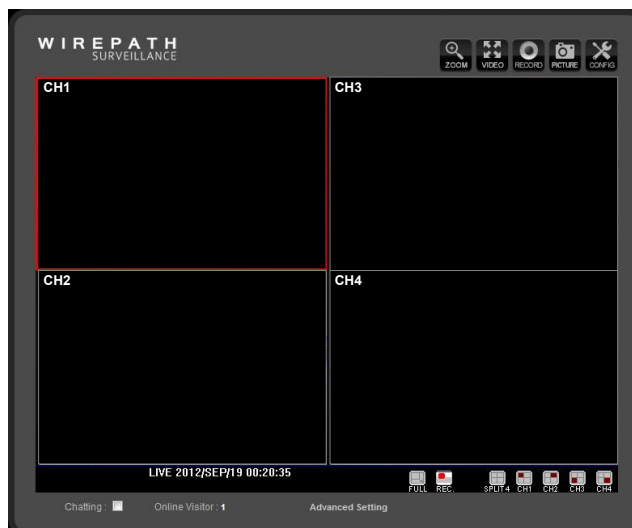 WIREPATH
SURVEILLANCE
ZOOM VIDEO RECORD PICTURE CONFIG
CH1 CH3
CH2 CH4
LIVE 2012/SEP/19 00:20:35
FULL REC. SPLIT4 CH1 CH2 CH3 CH4
Chatting : Online Visitor : 1 Advanced Setting